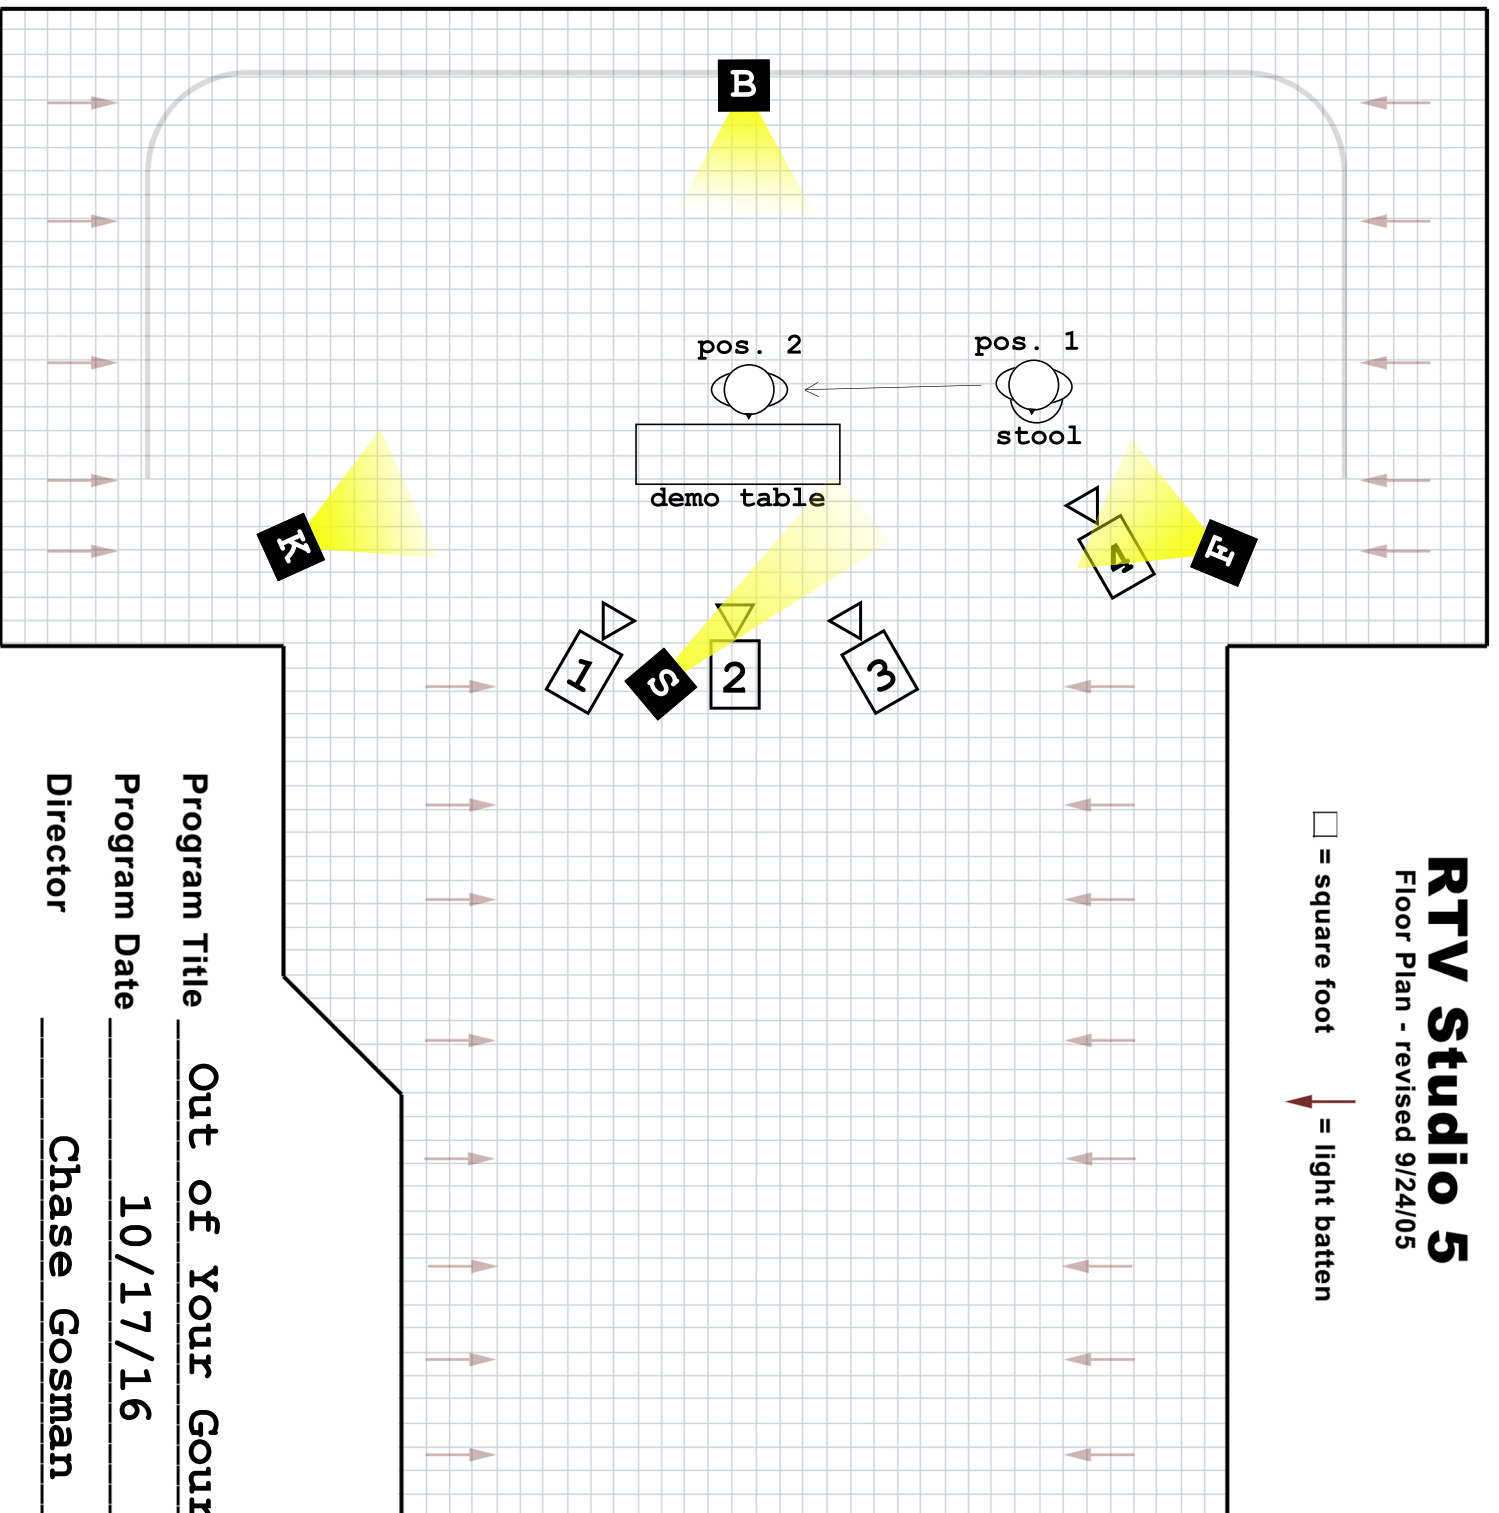 B
pos. 2
pos. 1
stool
demo table
K
4
F
1
S
2
3
RTV Studio 5
Floor Plan - revised 9/24/05
= square foot
= light batten
Program Title Out of Your Gour
Program Date 10/17/16
Director Chase Gosman